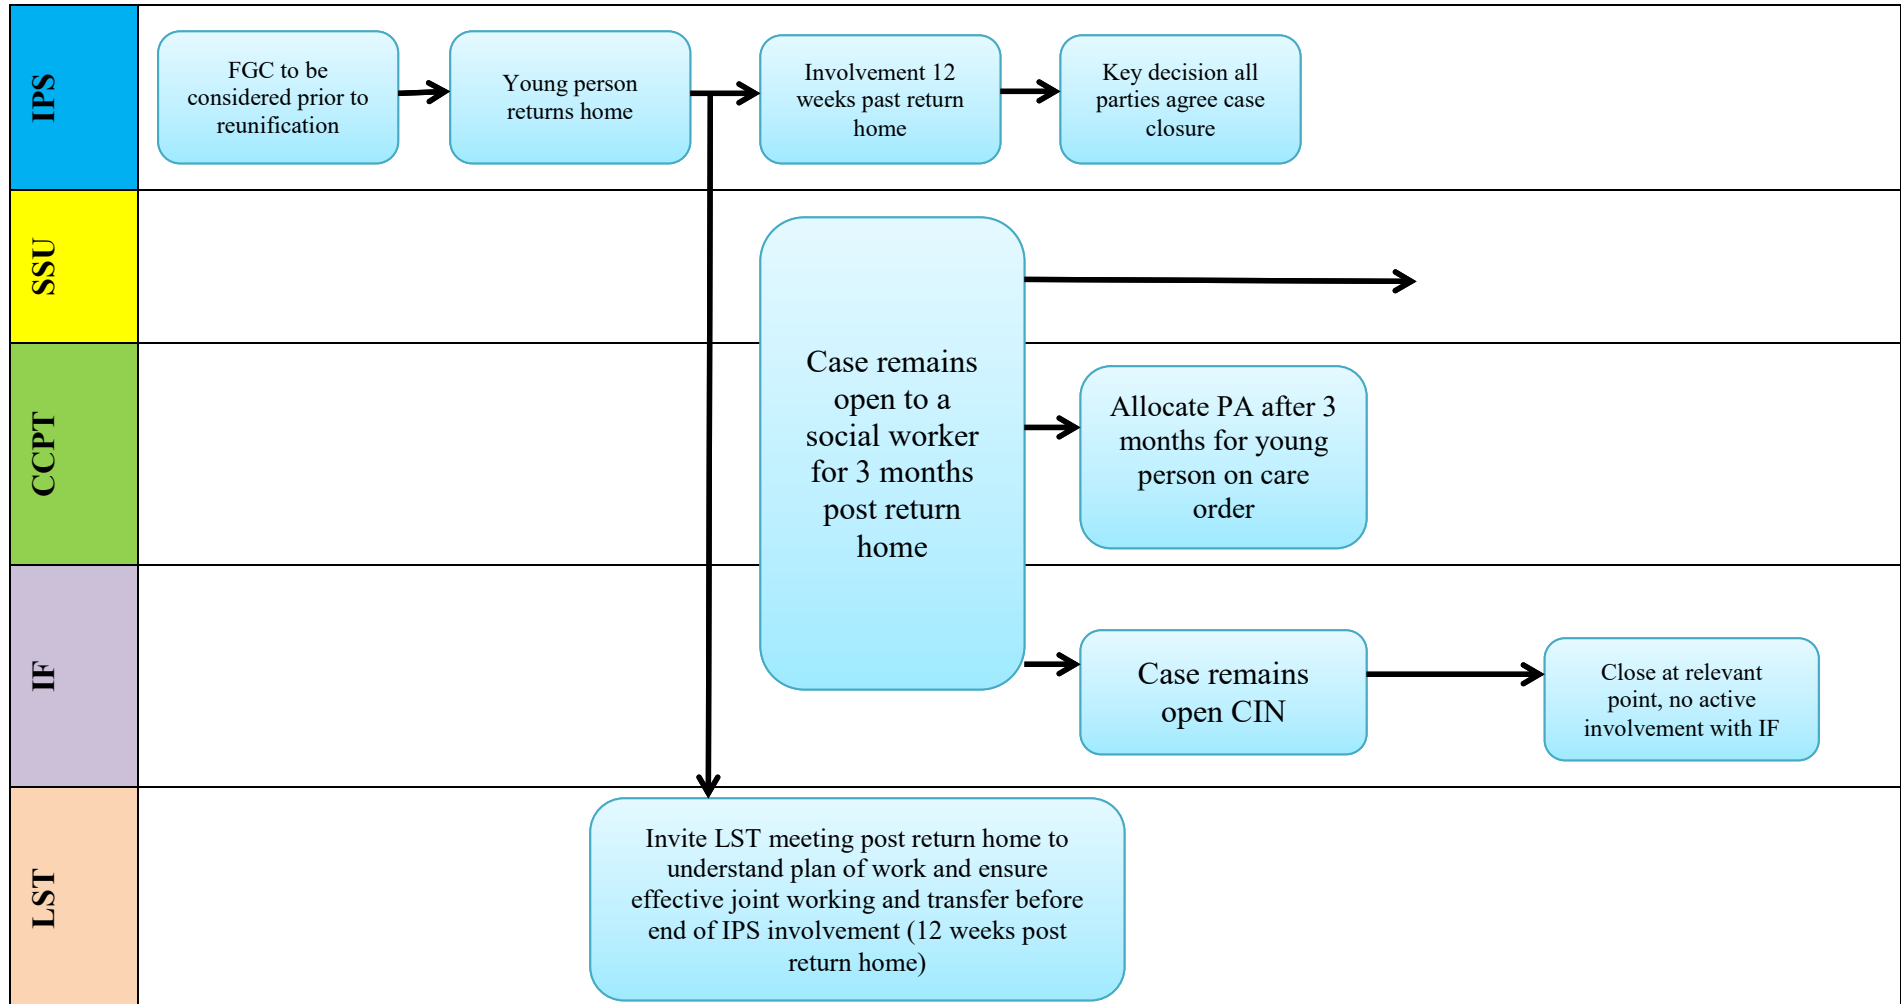 IPS
FGC to be
considered prior to
reunification
Young person
returns home
Involvement 12
weeks past return
home
Key decision all
parties agree case
closure
SSU
Case remains
open to a
social worker
for 3 months
post return
home
CCPT
Allocate PA after 3
months for young
person on care
order
IF
Case remains
open CIN
Close at relevant
point, no active
involvement with IF
LST
Invite LST meeting post return home to
understand plan of work and ensure
effective joint working and transfer before
end of IPS involvement (12 weeks post
return home)